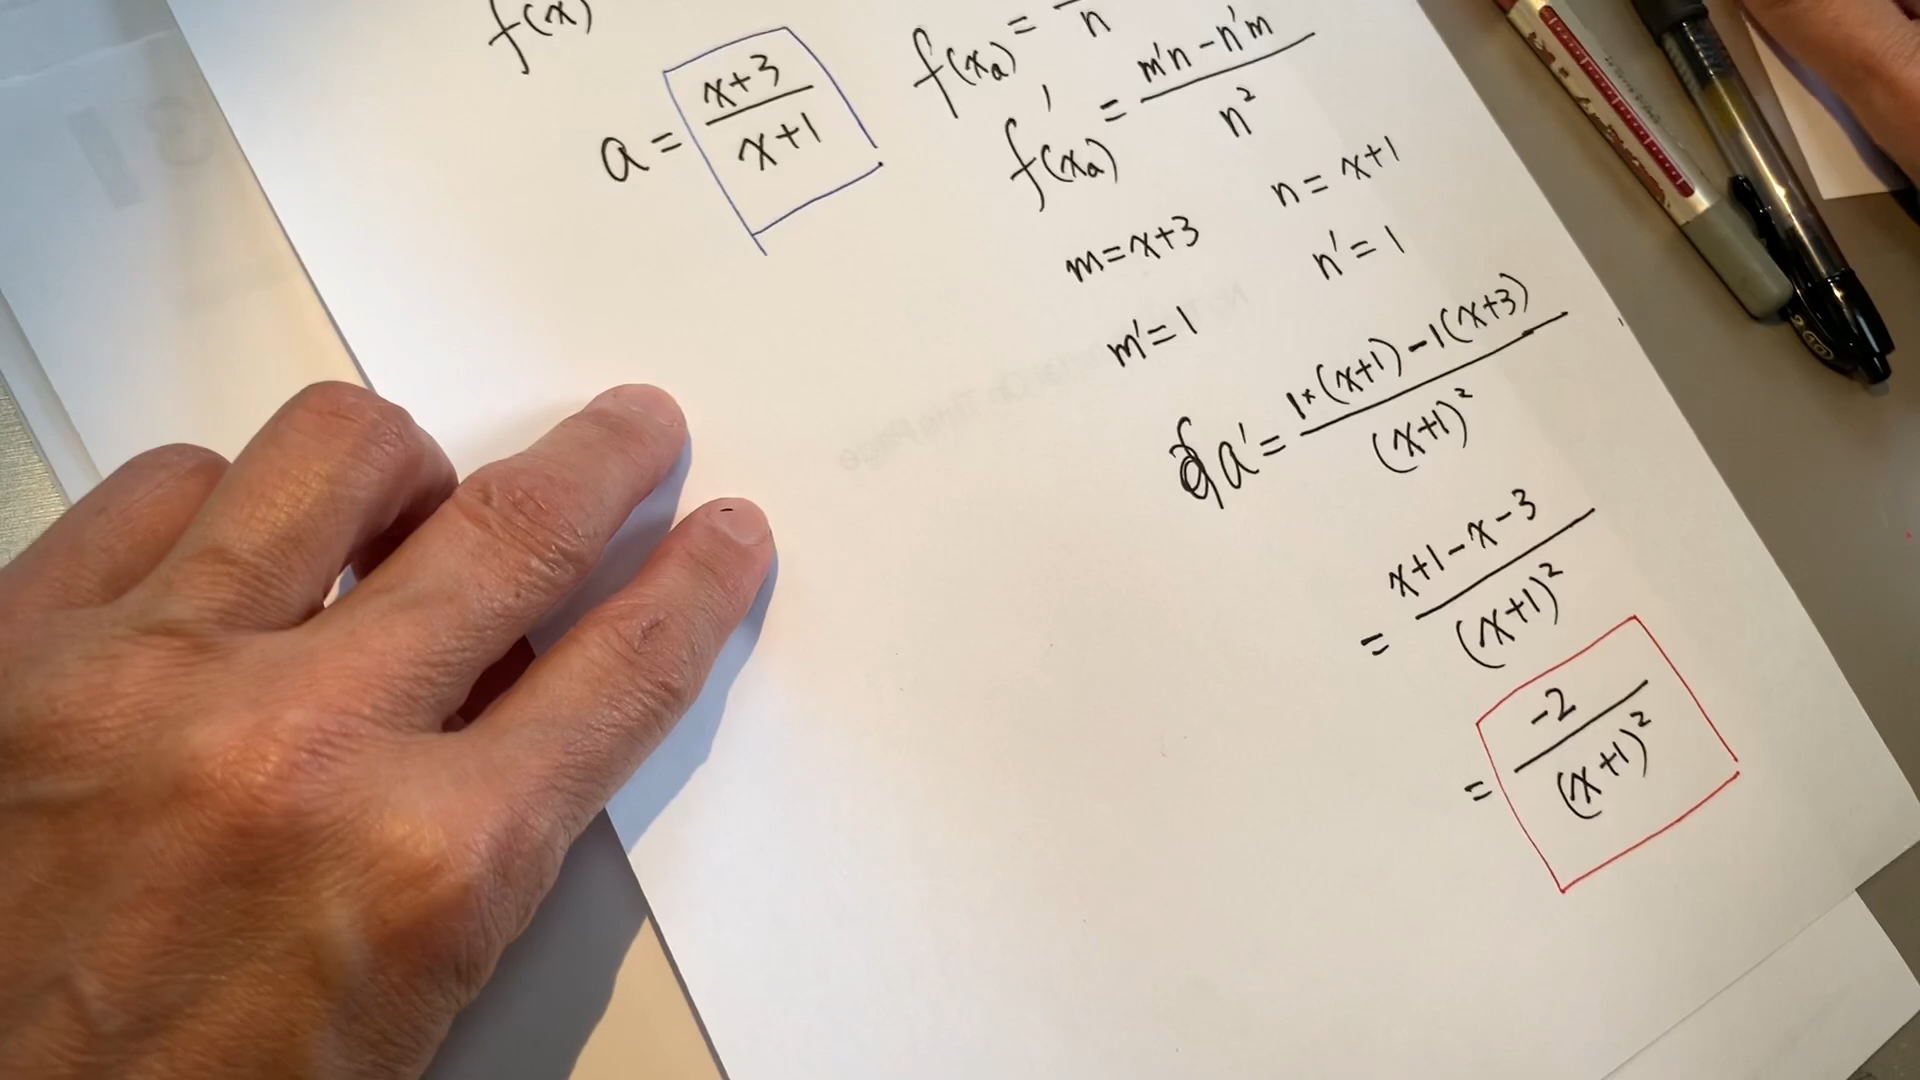 f(x)
a = x+3 / x+1
f(xa) = / n
f'(xa) = m'n - n'm / n²
m = x+3
n = x+1
m' = 1
n' = 1
a' = 1*(x+1) - 1(x+3) / (x+1)²
= x+1-x-3 / (x+1)²
= -2 / (x+1)²